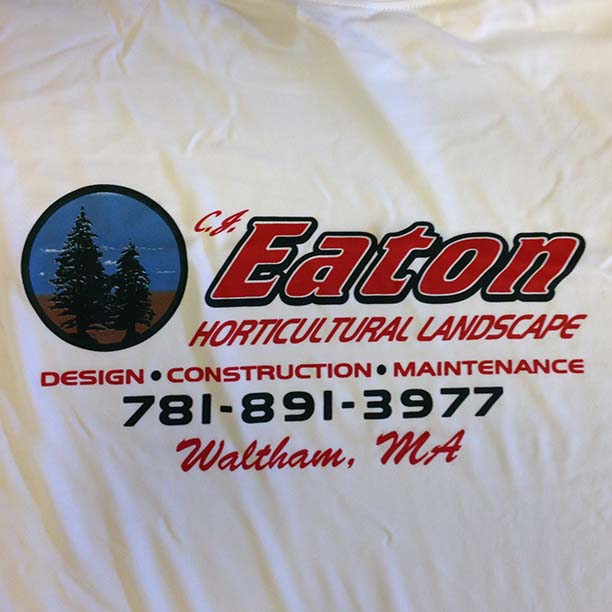 C.J.
Eaton
HORTICULTURAL LANDSCAPE
DESIGN • CONSTRUCTION • MAINTENANCE
781-891-3977
Waltham, MA